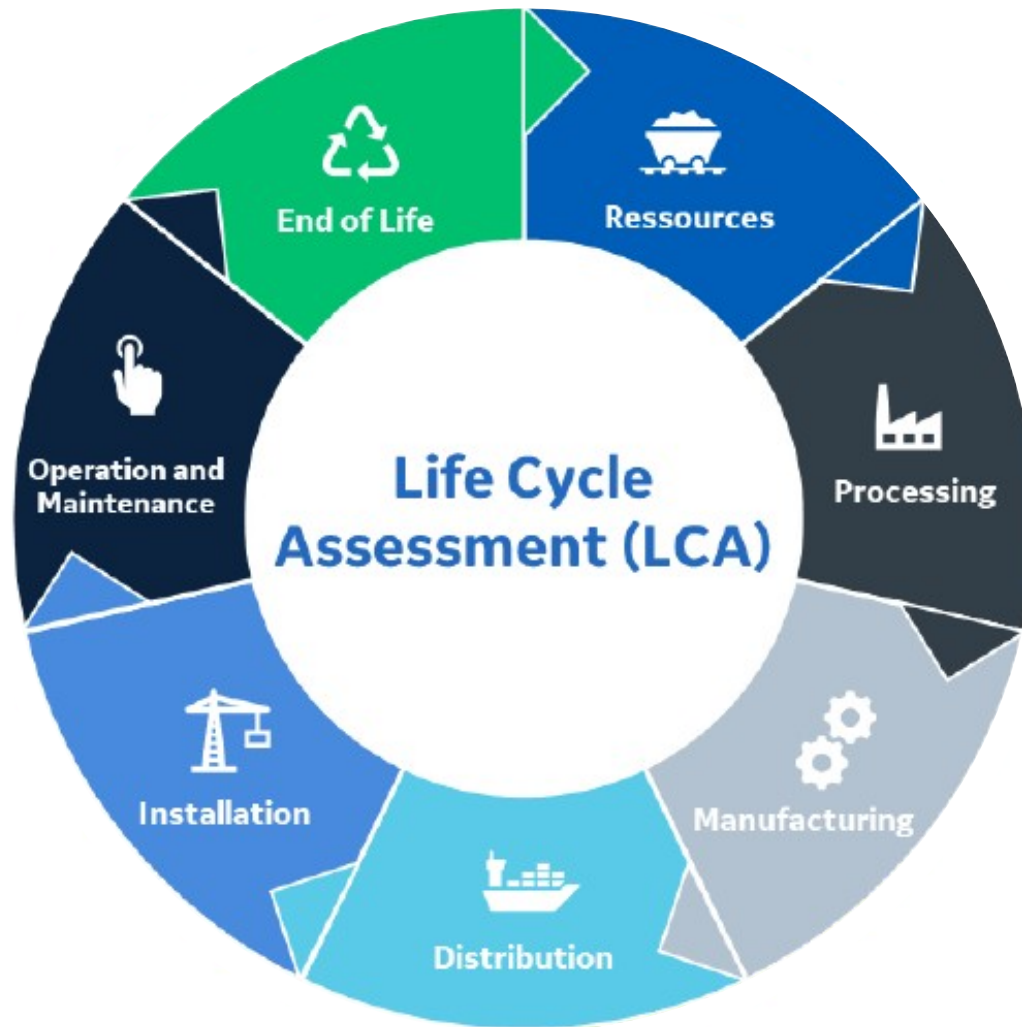 Life Cycle
Assessment (LCA)
Ressources
Processing
Manufacturing
Distribution
Installation
Operation and
Maintenance
End of Life